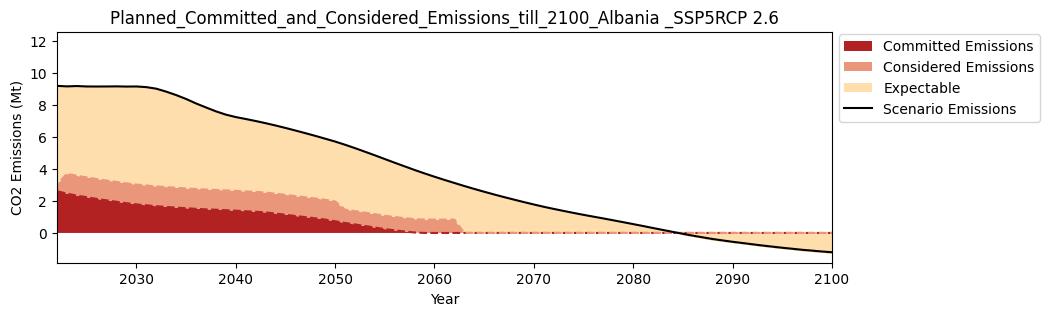 Planned_Committed_and_Considered_Emissions_till_2100_Albania _SSP5RCP 2.6
CO2 Emissions (Mt)
12
10
8
6
4
2
0
2030 2040 2050 2060 2070 2080 2090 2100
Year
Committed Emissions
Considered Emissions
Expectable
Scenario Emissions